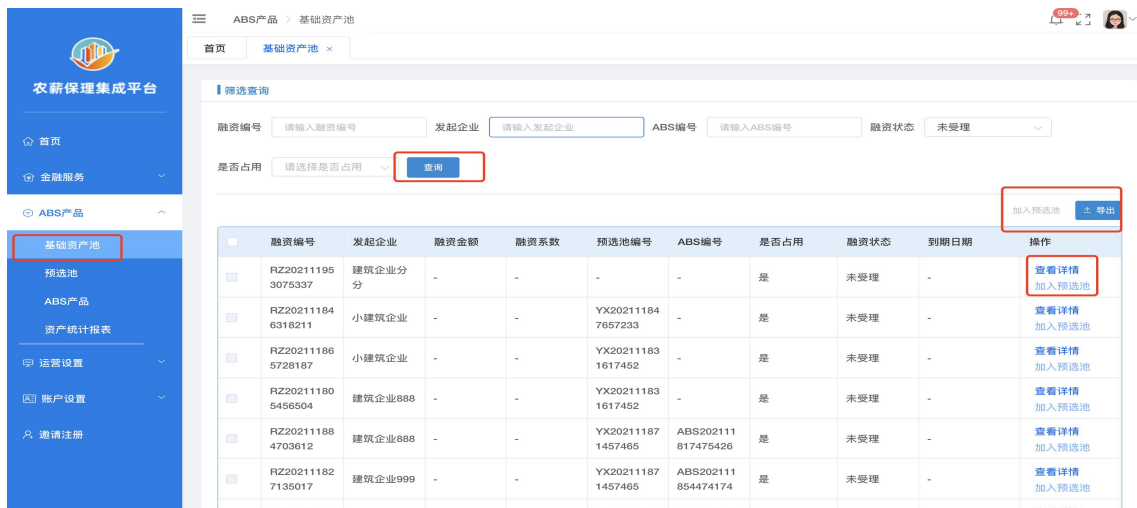 ABS产品 > 基础资产池
99+
农薪保理集成平台
首页
金融服务
ABS产品
基础资产池
预选池
ABS产品
资产统计报表
运营设置
账户设置
邀请注册
首页 基础资产池 ×
筛选查询
融资编号 请输入融资编号 发起企业 请输入发起企业 ABS编号 请输入ABS编号 融资状态 未受理
是否占用 请选择是否占用 查询
加入预选池 导出
融资编号 发起企业 融资金额 融资系数 预选池编号 ABS编号 是否占用 融资状态 到期日期 操作
RZ20211195 建筑企业分 - - - - 是 未受理 - 查看详情
3075337 分 加入预选池
RZ20211184 小建筑企业 - - YX20211184 - 是 未受理 - 查看详情
6318211 7657233 加入预选池
RZ20211186 小建筑企业 - - YX20211183 - 是 未受理 - 查看详情
5728187 1617452 加入预选池
RZ20211180 建筑企业888 - - YX20211183 - 是 未受理 - 查看详情
5456504 1617452 加入预选池
RZ20211188 建筑企业888 - - YX20211187 ABS202111 是 未受理 - 查看详情
4703612 1457465 817475426 加入预选池
RZ20211182 建筑企业999 - - YX20211187 ABS202111 是 未受理 - 查看详情
7135017 1457465 854474174 加入预选池